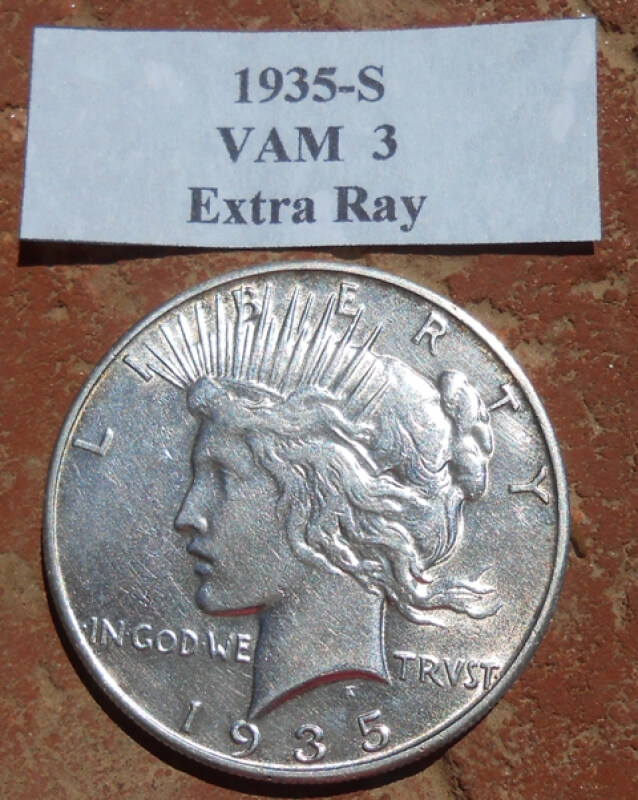 1935-S
VAM 3
Extra Ray
LIBERTY
IN GOD WE TRVST
1935